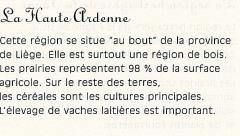 La Haute Ardenne
Cette région se situe "au bout" de la province
de Liège. Elle est surtout une région de bois.
Les prairies représentent 98 % de la surface
agricole. Sur le reste des terres,
les céréales sont les cultures principales.
L'élevage de vaches laitières est important.